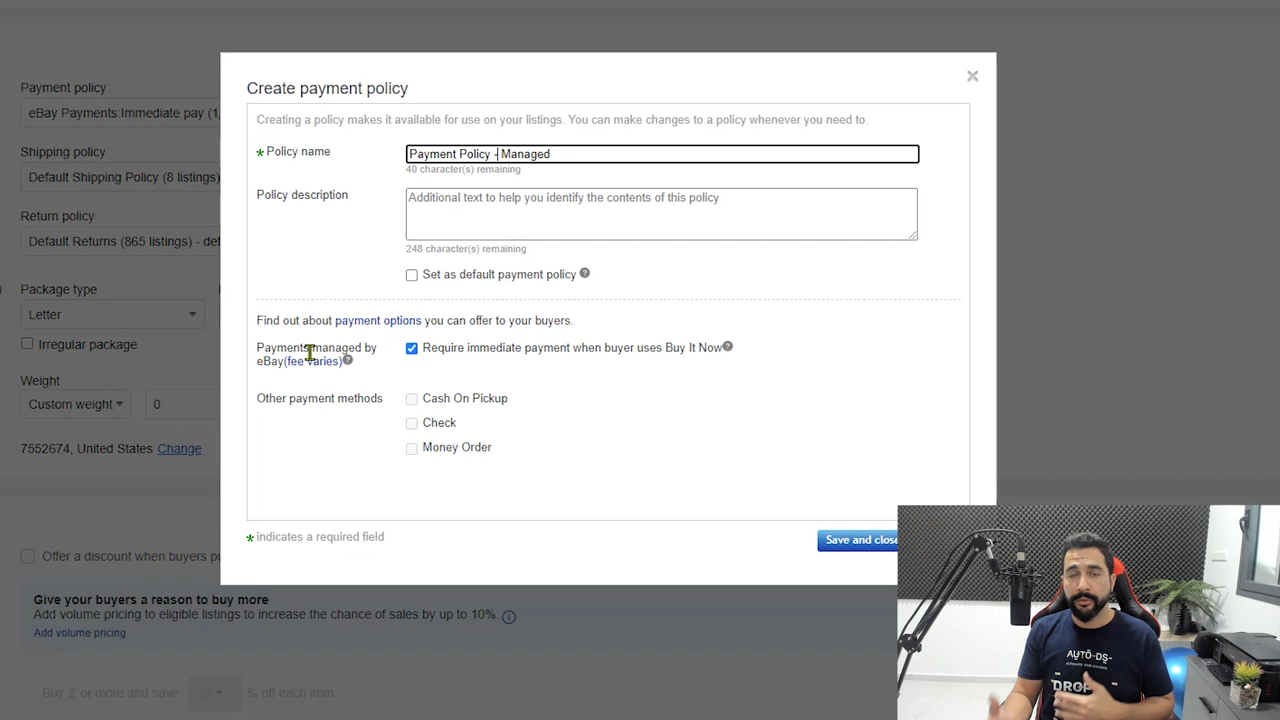 Create payment policy
Creating a policy makes it available for use on your listings. You can make changes to a policy whenever you need to.
Payment policy
eBay Payments:Immediate pay (1,
Shipping policy
Default Shipping Policy (8 listings)
Return policy
Default Returns (865 listings) - def
Package type
Letter
Irregular package
Weight
Custom weight
0
7552674, United States Change
* Policy name
Payment Policy - Managed
40 character(s) remaining
Policy description
Additional text to help you identify the contents of this policy
248 character(s) remaining
Set as default payment policy
Find out about payment options you can offer to your buyers.
Payments managed by
eBay(fee varies)
Require immediate payment when buyer uses Buy It Now
Other payment methods
Cash On Pickup
Check
Money Order
* indicates a required field
Save and close
Offer a discount when buyers pu
Give your buyers a reason to buy more
Add volume pricing to eligible listings to increase the chance of sales by up to 10%.
Add volume pricing
Buy 2 or more and save
% off each item
AUTO-DS-
AUTOMATE YOUR SUCCESS
DROP